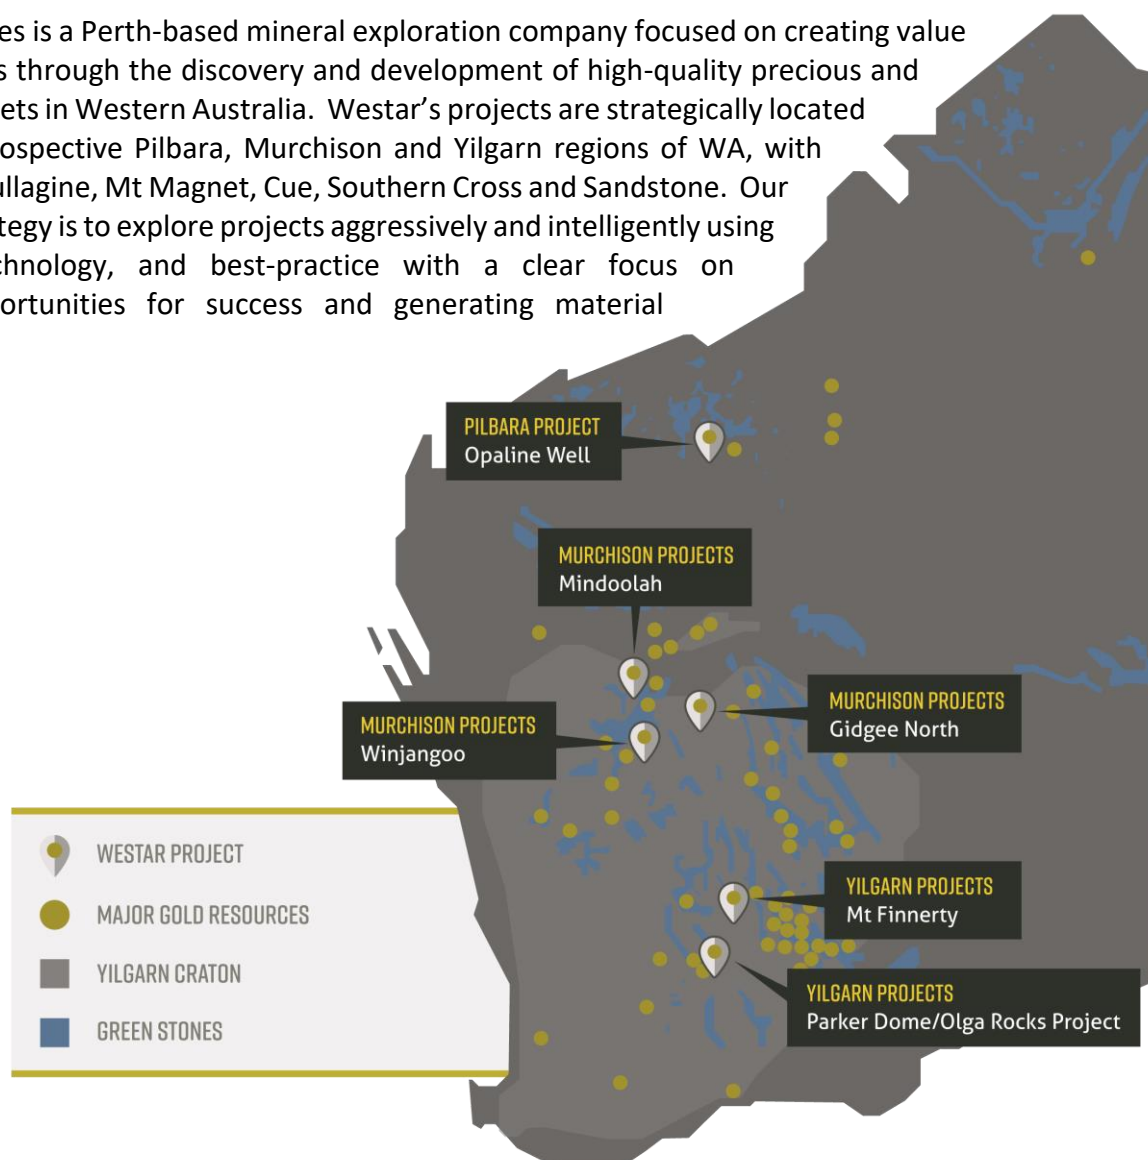 es is a Perth-based mineral exploration company focused on creating value
s through the discovery and development of high-quality precious and
ets in Western Australia. Westar's projects are strategically located
ospective Pilbara, Murchison and Yilgarn regions of WA, with
ullagine, Mt Magnet, Cue, Southern Cross and Sandstone. Our
tegy is to explore projects aggressively and intelligently using
chnology, and best-practice with a clear focus on
ortunities for success and generating material
PILBARA PROJECT
Opaline Well
MURCHISON PROJECTS
Mindoolah
MURCHISON PROJECTS
Gidgee North
MURCHISON PROJECTS
Winjangoo
WESTAR PROJECT
MAJOR GOLD RESOURCES
YILGARN CRATON
GREEN STONES
YILGARN PROJECTS
Mt Finnerty
YILGARN PROJECTS
Parker Dome/Olga Rocks Project